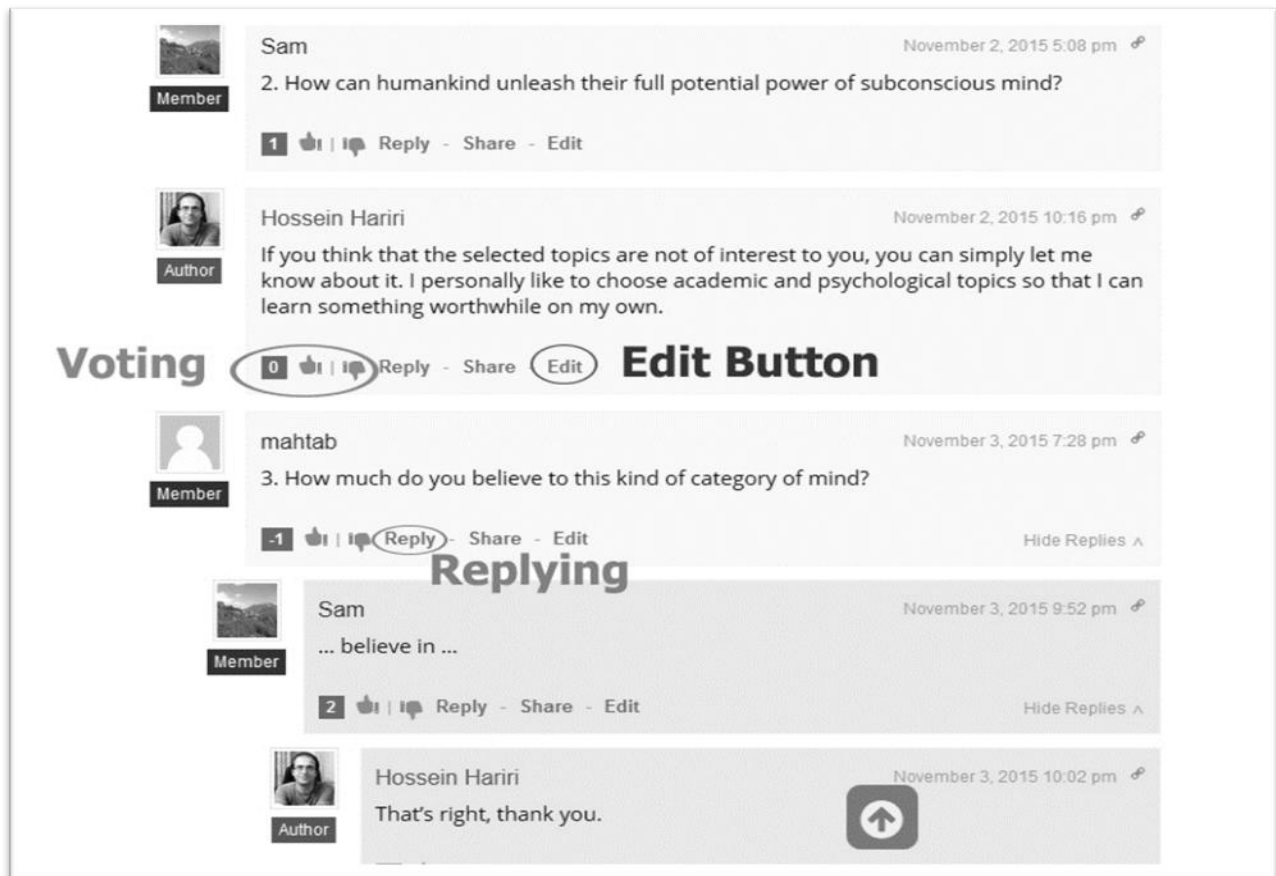 Sam November 2, 2015 5:08 pm
2. How can humankind unleash their full potential power of subconscious mind?
Member
1 | Reply - Share - Edit
Hossein Hariri November 2, 2015 10:16 pm
If you think that the selected topics are not of interest to you, you can simply let me
Author
know about it. I personally like to choose academic and psychological topics so that I can
learn something worthwhile on my own.
Voting 0 | Reply - Share Edit Edit Button
mahtab November 3, 2015 7:28 pm
3. How much do you believe to this kind of category of mind?
Member
-1 | Reply - Share - Edit Hide Replies
Replying
Sam November 3, 2015 9:52 pm
... believe in ...
Member
2 | Reply - Share - Edit Hide Replies
Hossein Hariri November 3, 2015 10:02 pm
That's right, thank you.
Author